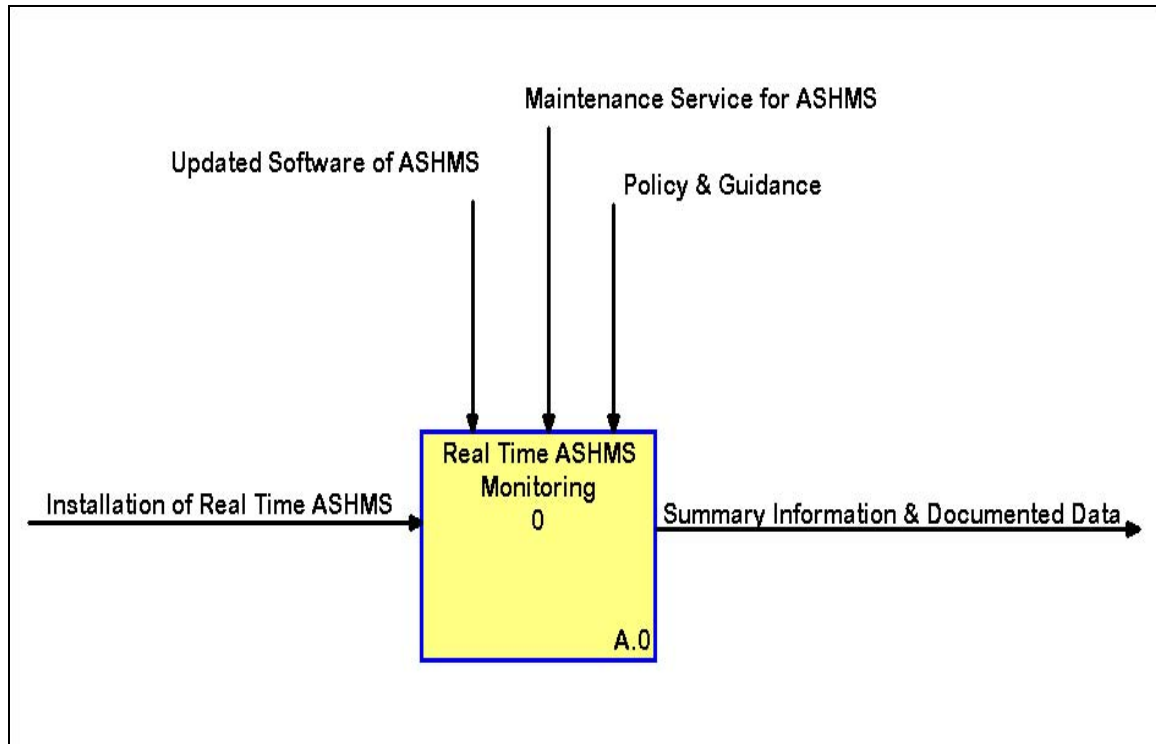 Maintenance Service for ASHMS
Updated Software of ASHMS
Policy & Guidance
Real Time ASHMS
Monitoring
0
Installation of Real Time ASHMS
Summary Information & Documented Data
A.0